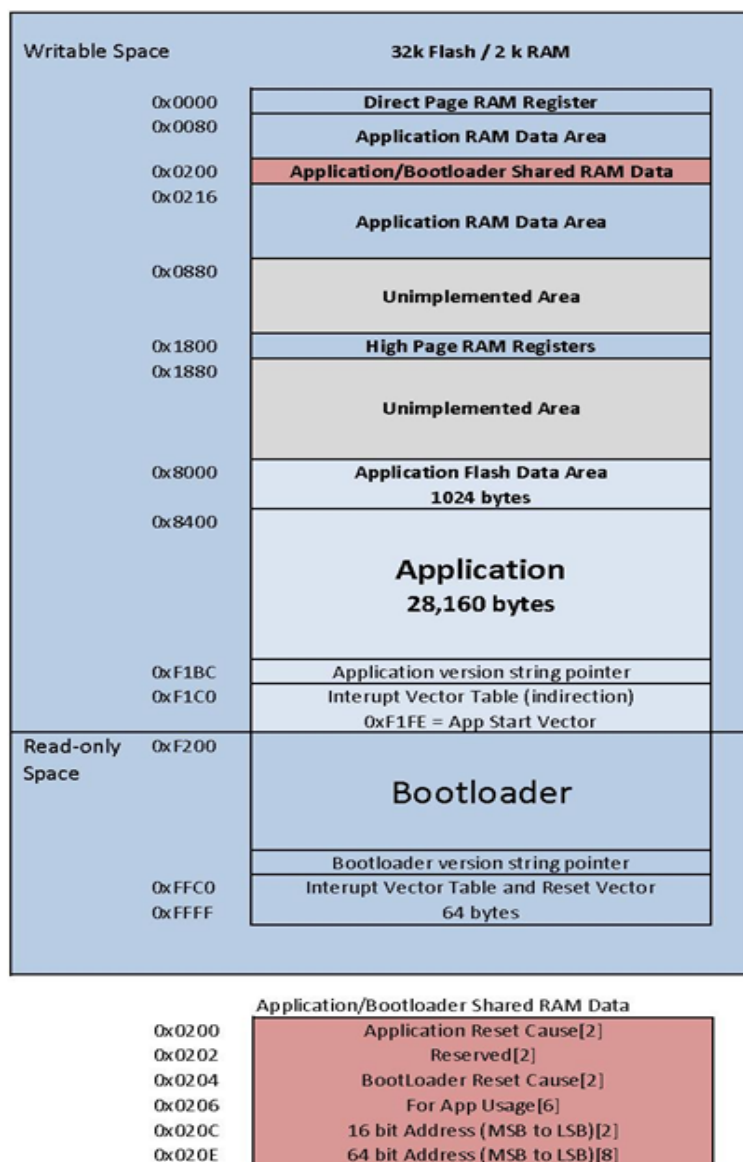 Writable Space 32k Flash / 2 k RAM
0x0000 Direct Page RAM Register
0x0080 Application RAM Data Area
0x0200 Application/Bootloader Shared RAM Data
0x0216
Application RAM Data Area
0x0880
Unimplemented Area
0x1800 High Page RAM Registers
0x1880
Unimplemented Area
0x8000 Application Flash Data Area
1024 bytes
0x8400
Application
28,160 bytes
0xF1BC Application version string pointer
0xF1C0 Interupt Vector Table (indirection)
0xF1FE = App Start Vector
Read-only 0xF200
Space
Bootloader
Bootloader version string pointer
0xFFC0 Interupt Vector Table and Reset Vector
0xFFFF 64 bytes
Application/Bootloader Shared RAM Data
0x0200 Application Reset Cause[2]
0x0202 Reserved[2]
0x0204 BootLoader Reset Cause[2]
0x0206 For App Usage[6]
0x020C 16 bit Address (MSB to LSB)[2]
0x020E 64 bit Address (MSB to LSB)[8]